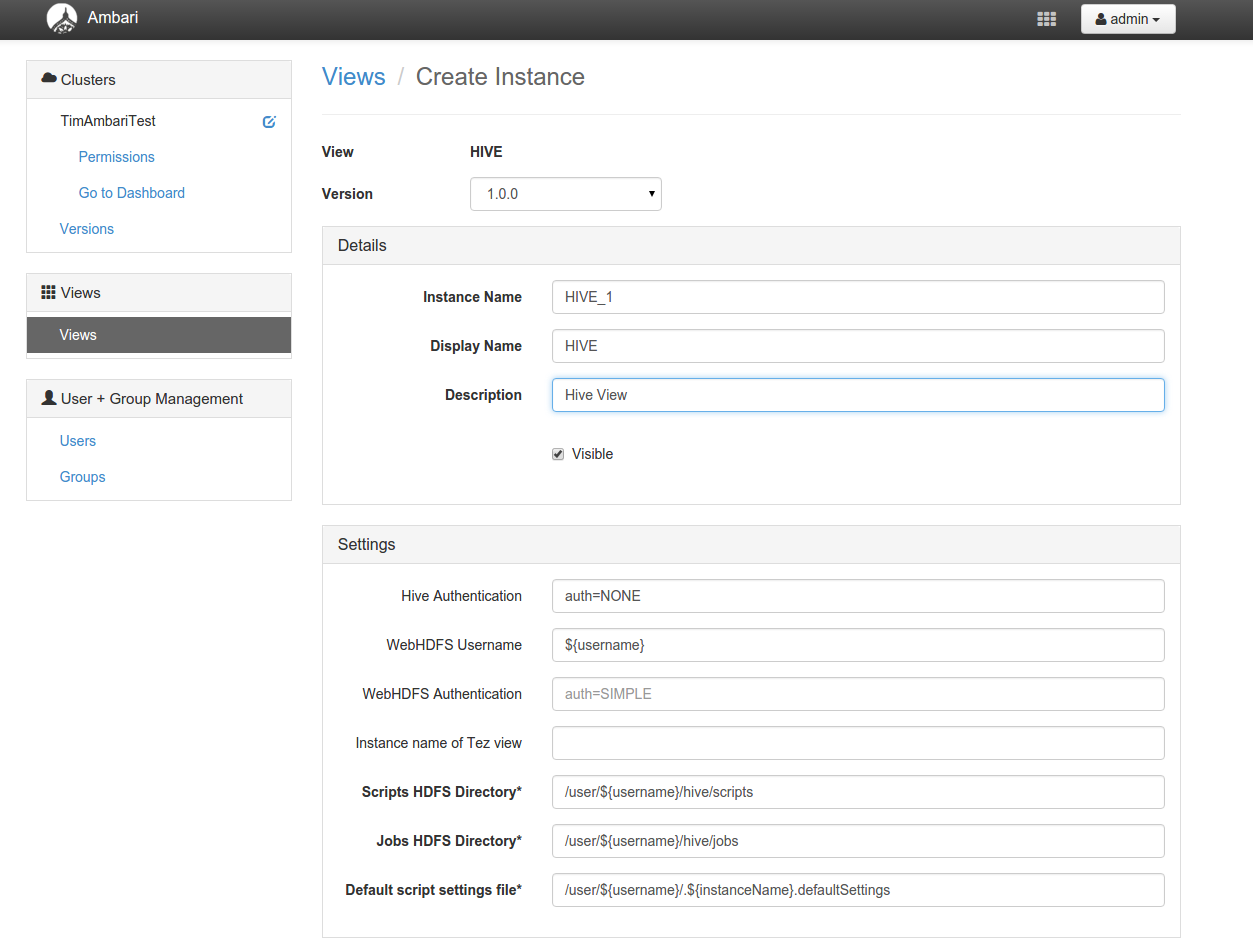 Ambari
admin
Clusters
TimAmbariTest
Permissions
Go to Dashboard
Versions
Views
Views
User + Group Management
Users
Groups
Views / Create Instance
View HIVE
Version 1.0.0
Details
Instance Name HIVE_1
Display Name HIVE
Description Hive View
Visible
Settings
Hive Authentication auth=NONE
WebHDFS Username ${username}
WebHDFS Authentication auth=SIMPLE
Instance name of Tez view
Scripts HDFS Directory* /user/${username}/hive/scripts
Jobs HDFS Directory* /user/${username}/hive/jobs
Default script settings file* /user/${username}/.${instanceName}.defaultSettings